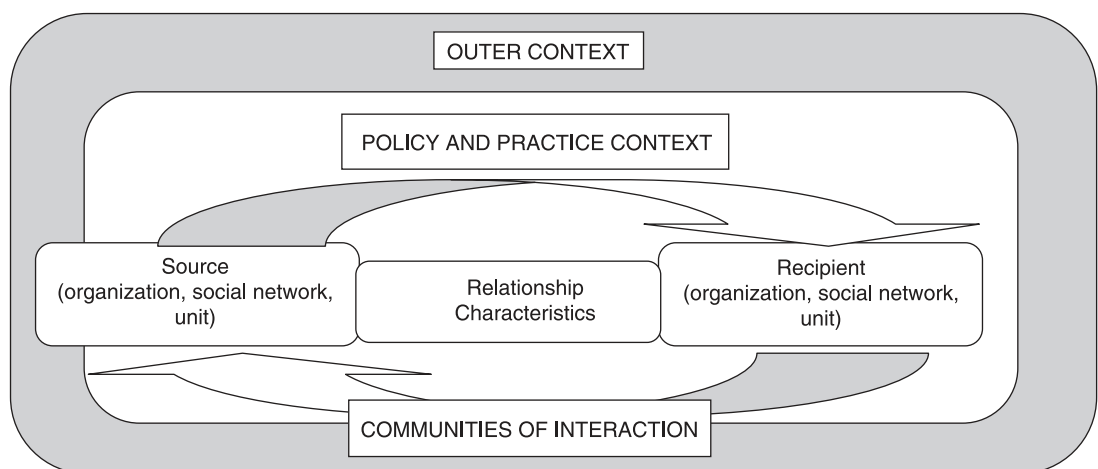 OUTER CONTEXT
POLICY AND PRACTICE CONTEXT
Source
(organization, social network,
unit)
Relationship
Characteristics
Recipient
(organization, social network,
unit)
COMMUNITIES OF INTERACTION